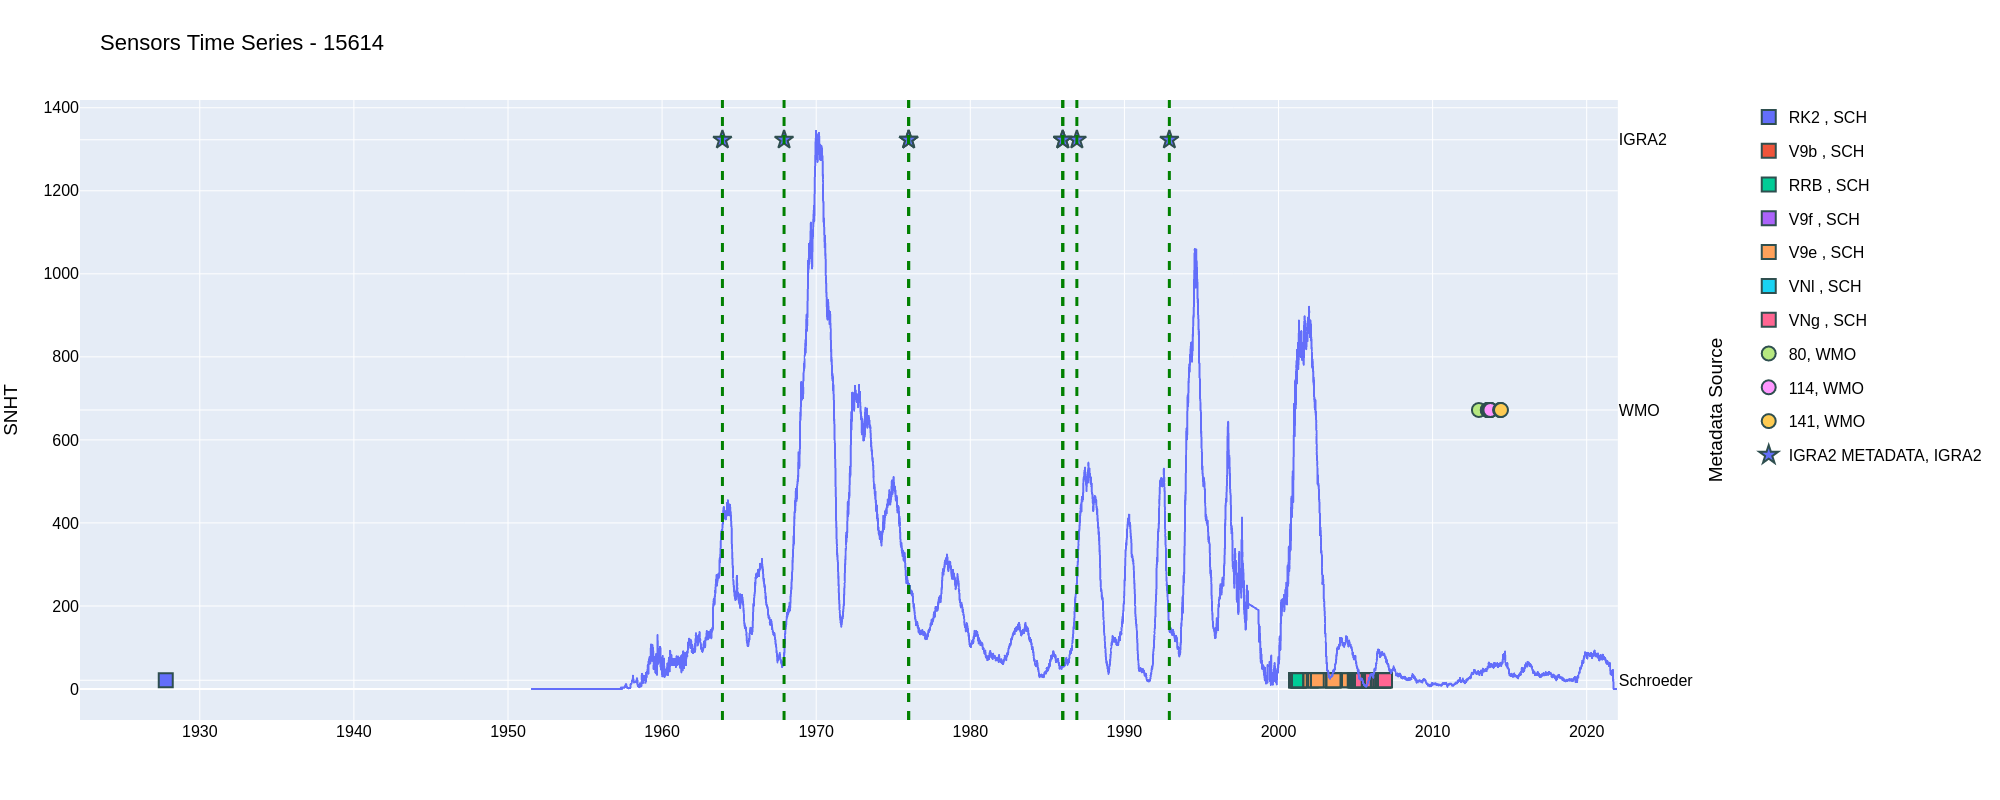 Sensors Time Series - 15614
SNHT
1400
1200
1000
800
600
400
200
0
1930
1940
1950
1960
1970
1980
1990
2000
2010
2020
IGRA2
WMO
Schroeder
Metadata Source
RK2 , SCH
V9b , SCH
RRB , SCH
V9f , SCH
V9e , SCH
VNl , SCH
VNg , SCH
80, WMO
114, WMO
141, WMO
IGRA2 METADATA, IGRA2